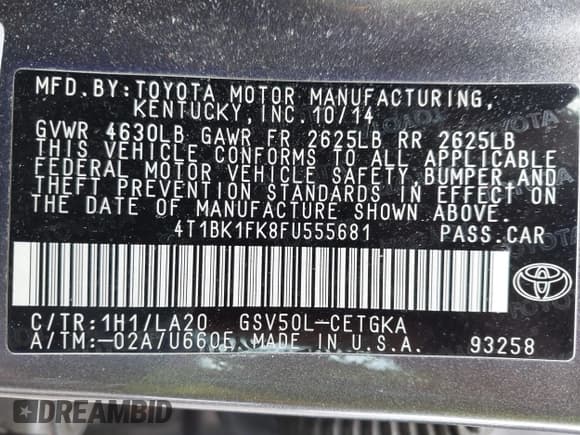 MFD.BY:TOYOTA MOTOR MANUFACTURING,
KENTUCKY, INC.10/14
GVWR 4630LB GAWR FR 2625LB RR 2625LB
THIS VEHICLE CONFORMS TO ALL APPLICABLE
FEDERAL MOTOR VEHICLE SAFETY, BUMPER AND
THEFT PREVENTION STANDARDS IN EFFECT ON
THE DATE OF MANUFACTURE SHOWN ABOVE.
4T1BK1FK8FU555681 PASS.CAR
C/TR:1H1/LA20 GSV50L-CETGKA
A/TM:-02A/U660E MADE IN U.S.A. 93258
DREAMBID